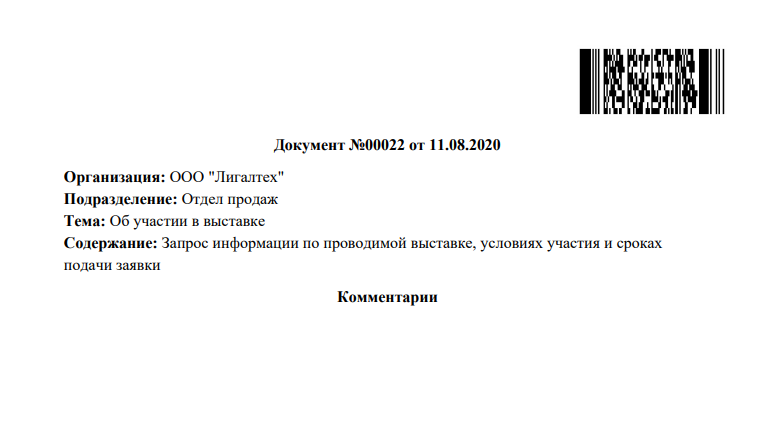 Документ №00022 от 11.08.2020
Организация: ООО "Лигалтех"
Подразделение: Отдел продаж
Тема: Об участии в выставке
Содержание: Запрос информации по проводимой выставке, условиях участия и сроках
подачи заявки
Комментарии